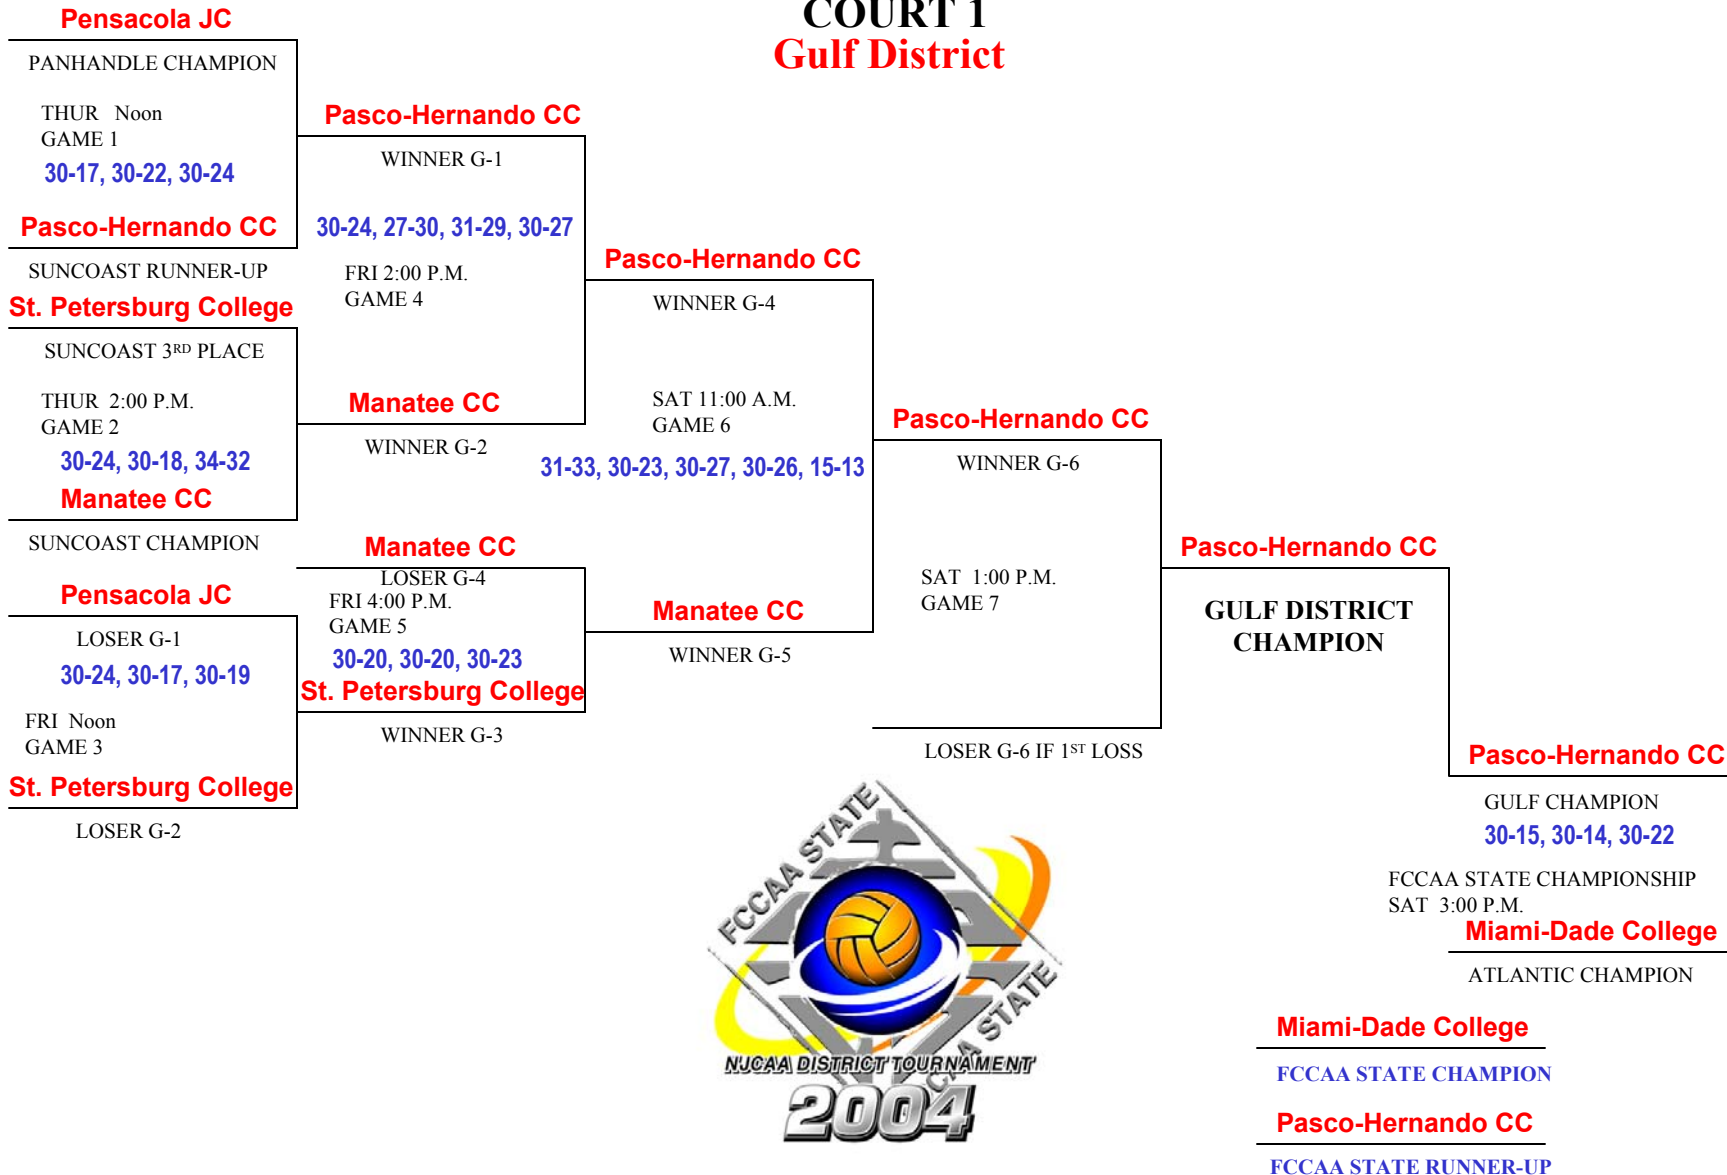 COURT 1
Gulf District
Pensacola JC
PANHANDLE CHAMPION
THUR Noon
GAME 1
30-17, 30-22, 30-24
Pasco-Hernando CC
SUNCOAST RUNNER-UP
St. Petersburg College
SUNCOAST 3RD PLACE
THUR 2:00 P.M.
GAME 2
30-24, 30-18, 34-32
Manatee CC
SUNCOAST CHAMPION
Pensacola JC
LOSER G-1
30-24, 30-17, 30-19
FRI Noon
GAME 3
St. Petersburg College
LOSER G-2
Pasco-Hernando CC
WINNER G-1
30-24, 27-30, 31-29, 30-27
FRI 2:00 P.M.
GAME 4
Manatee CC
WINNER G-2
Manatee CC
LOSER G-4
FRI 4:00 P.M.
GAME 5
30-20, 30-20, 30-23
St. Petersburg College
WINNER G-3
Pasco-Hernando CC
WINNER G-4
SAT 11:00 A.M.
GAME 6
31-33, 30-23, 30-27, 30-26, 15-13
Manatee CC
WINNER G-5
Pasco-Hernando CC
WINNER G-6
SAT 1:00 P.M.
GAME 7
LOSER G-6 IF 1ST LOSS
Pasco-Hernando CC
GULF DISTRICT
CHAMPION
Pasco-Hernando CC
GULF CHAMPION
30-15, 30-14, 30-22
FCCAA STATE CHAMPIONSHIP
SAT 3:00 P.M.
Miami-Dade College
ATLANTIC CHAMPION
Miami-Dade College
FCCAA STATE CHAMPION
Pasco-Hernando CC
FCCAA STATE RUNNER-UP
FCCAA STATE
FCCAA STATE
NJCAA DISTRICT TOURNAMENT
2004